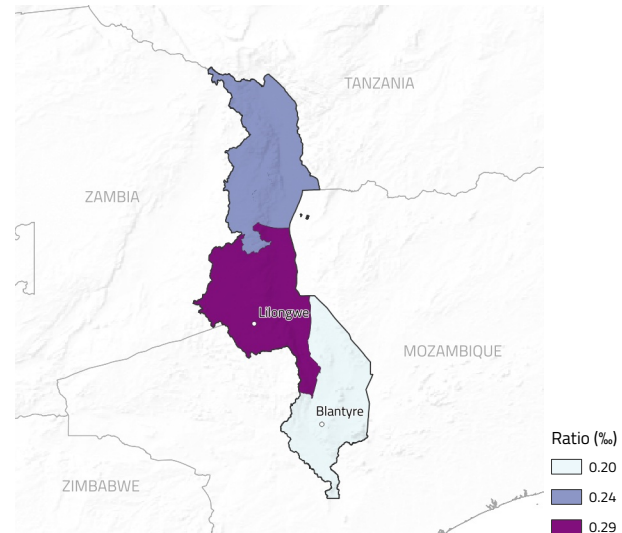 TANZANIA
ZAMBIA
Lilongwe
MOZAMBIQUE
Blantyre
ZIMBABWE
Ratio (‰)
0.20
0.24
0.29